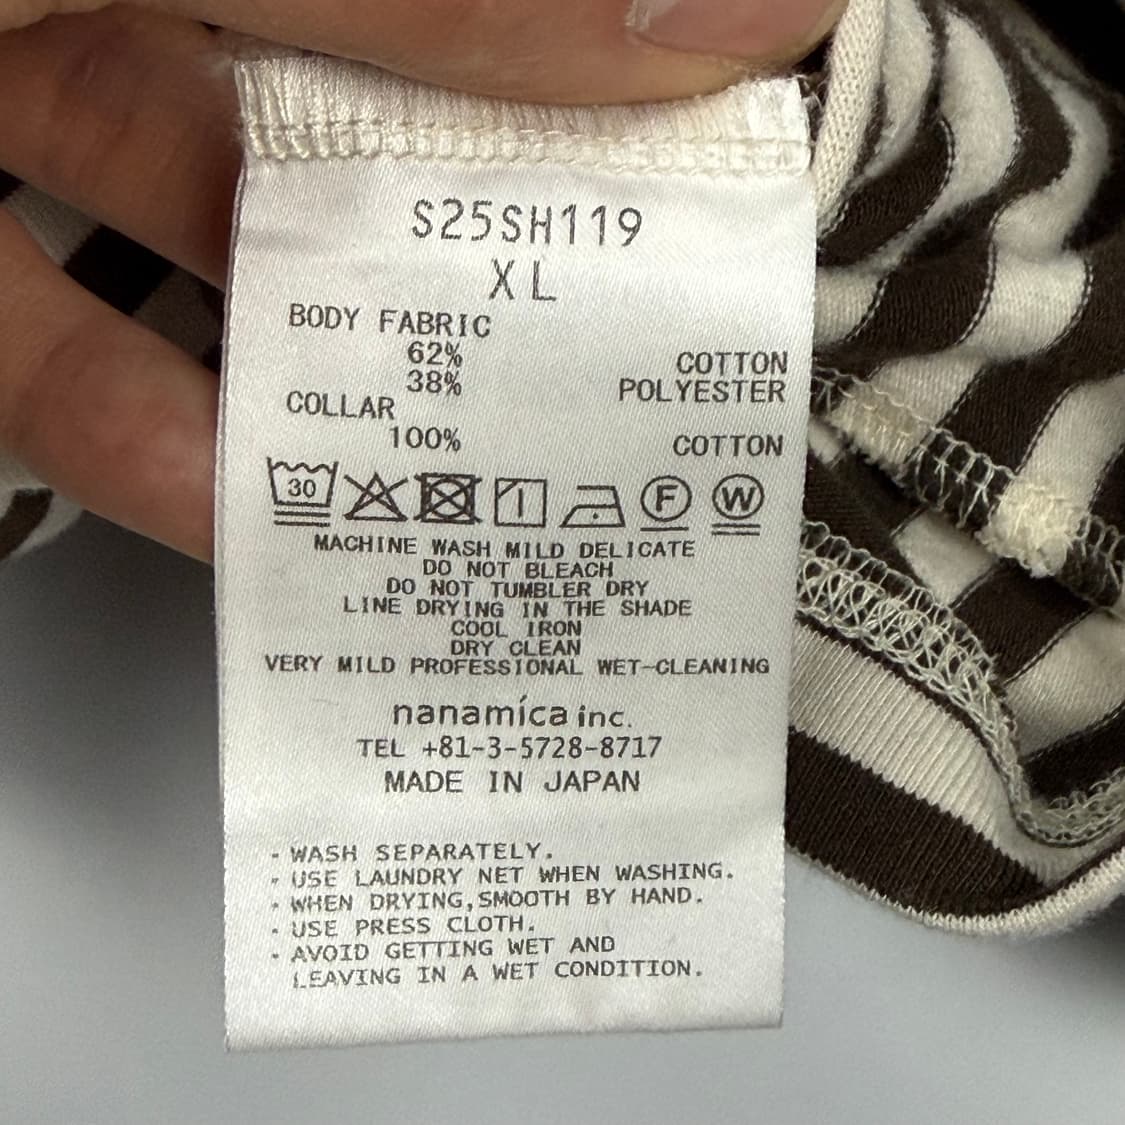 S25SH119
XL
BODY FABRIC
62% COTTON
38% POLYESTER
COLLAR
100% COTTON
30 F W
MACHINE WASH MILD DELICATE
DO NOT BLEACH
DO NOT TUMBLER DRY
LINE DRYING IN THE SHADE
COOL IRON
DRY CLEAN
VERY MILD PROFESSIONAL WET-CLEANING
nanamíca inc.
TEL +81-3-5728-8717
MADE IN JAPAN
・WASH SEPARATELY.
・USE LAUNDRY NET WHEN WASHING.
・WHEN DRYING,SMOOTH BY HAND.
・USE PRESS CLOTH.
・AVOID GETTING WET AND
LEAVING IN A WET CONDITION.